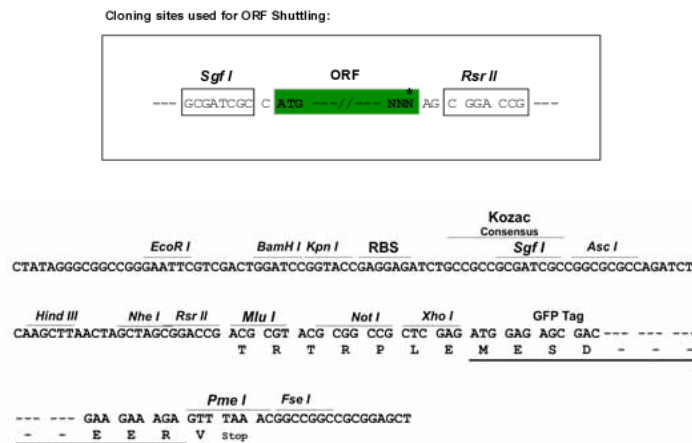 Cloning sites used for ORF Shuttling:
Sgf I ORF Rsr II
--- GCGATCGC C ATG ---//--- NNN* AG C GGA CCG ---
Kozac
Consensus
EcoR I BamH I Kpn I RBS Sgf I Asc I
CTATAGGGCGGCCGGGAATTCGTCGACTGGATCCGGTACCGAGGAGATCTGCCGCCGCGATCGCCGGCGCGCCAGATCT
Hind III Nhe I Rsr II Mlu I Not I Xho I GFP Tag
CAAGCTTAACTAGCTAGCGGACCG ACG CGT ACG CGG CCG CTC GAG ATG GAG AGC GAC--- --- ---
T R T R P L E M E S D - - -
Pme I Fse I
--- --- GAA GAA AGA GTT TAA ACGGCCGGCCGCGGAGCT
- - E E R V Stop